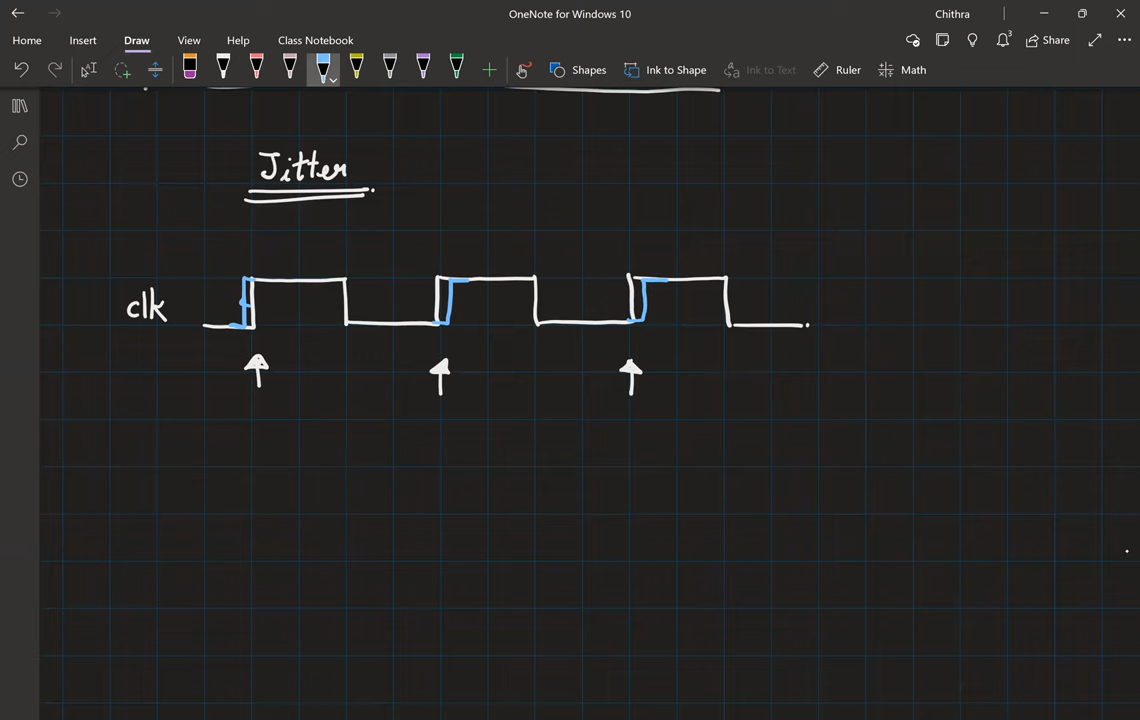 OneNote for Windows 10
Chithra
Home Insert Draw View Help Class Notebook
Share
Shapes Ink to Shape Ink to Text Ruler Math
Jitter
clk